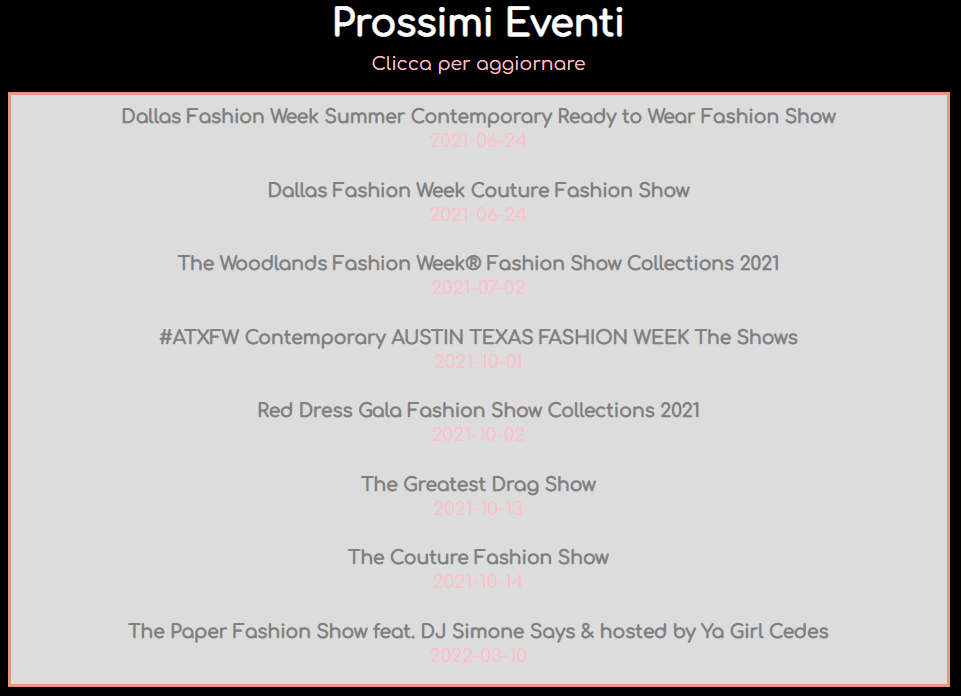 Prossimi Eventi
Clicca per aggiornare
Dallas Fashion Week Summer Contemporary Ready to Wear Fashion Show
2021-06-24
Dallas Fashion Week Couture Fashion Show
2021-06-24
The Woodlands Fashion Week® Fashion Show Collections 2021
2021-07-02
#ATXFW Contemporary AUSTIN TEXAS FASHION WEEK The Shows
2021-10-01
Red Dress Gala Fashion Show Collections 2021
2021-10-02
The Greatest Drag Show
2021-10-13
The Couture Fashion Show
2021-10-14
The Paper Fashion Show feat. DJ Simone Says & hosted by Ya Girl Cedes
2022-03-10